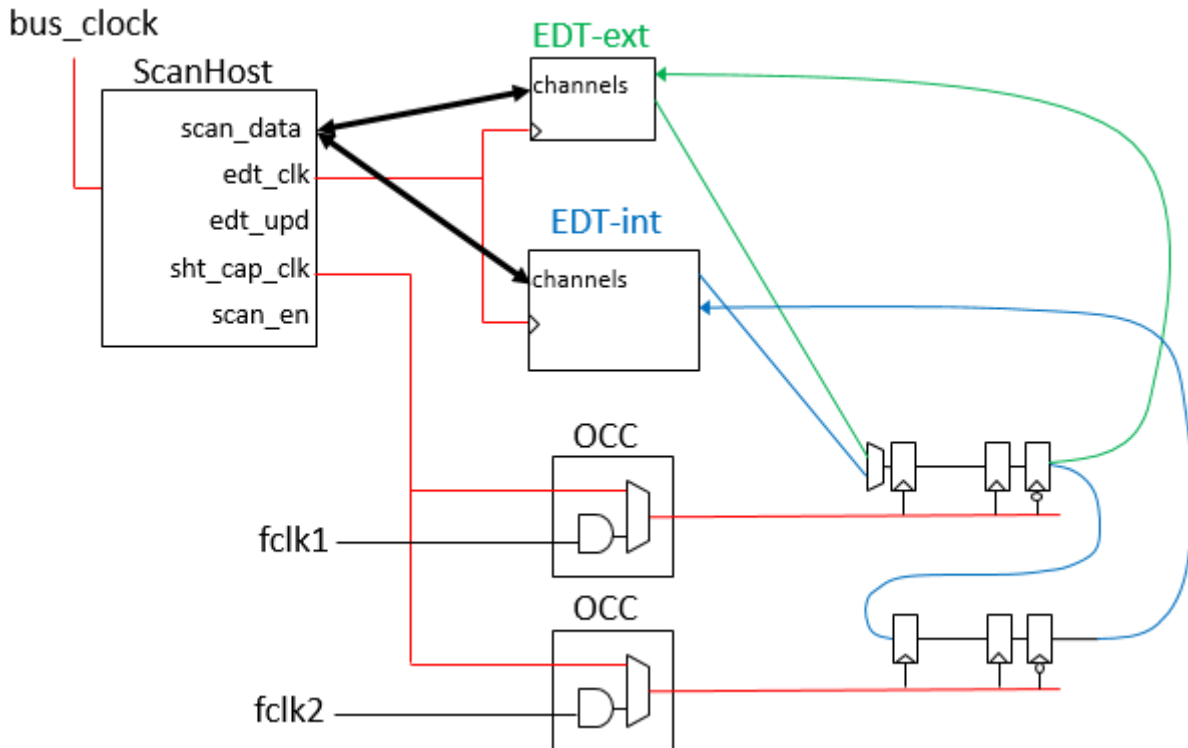 bus_clock
ScanHost
scan_data
edt_clk
edt_upd
sht_cap_clk
scan_en
EDT-ext
channels
EDT-int
channels
OCC
fclk1
OCC
fclk2